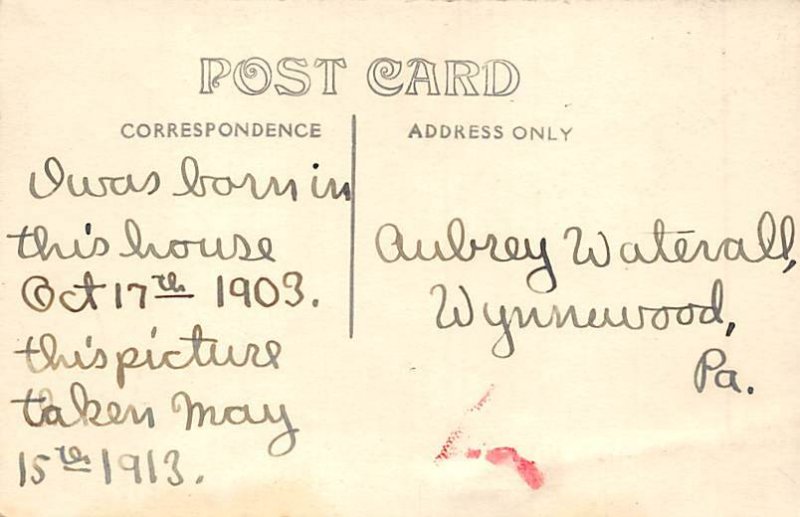 POST CARD
CORRESPONDENCE
ADDRESS ONLY
I was born in
this house
Oct 17th 1903.
this picture
taken May
15th 1913.
Aubrey Waterall,
Wynnewood,
Pa.